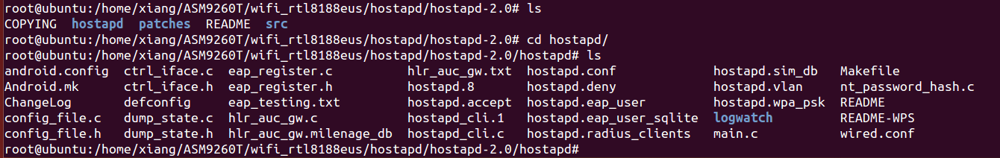 root@ubuntu:/home/xiang/ASM9260T/wifi_rtl8188eus/hostapd/hostapd-2.0# ls
COPYING  hostapd  patches  README  src
root@ubuntu:/home/xiang/ASM9260T/wifi_rtl8188eus/hostapd/hostapd-2.0# cd hostapd/
root@ubuntu:/home/xiang/ASM9260T/wifi_rtl8188eus/hostapd/hostapd-2.0/hostapd# ls
android.config  ctrl_iface.c  eap_register.c  hlr_auc_gw.txt  hostapd.conf  hostapd.sim_db  Makefile
Android.mk  ctrl_iface.h  eap_register.h  hostapd.8  hostapd.deny  hostapd.vlan  nt_password_hash.c
ChangeLog  defconfig  eap_testing.txt  hostapd.accept  hostapd.eap_user  hostapd.wpa_psk  README
config_file.c  dump_state.c  hlr_auc_gw.c  hostapd_cli.1  hostapd.eap_user_sqlite  logwatch  README-WPS
config_file.h  dump_state.h  hlr_auc_gw.milenage_db  hostapd_cli.c  hostapd.radius_clients  main.c  wired.conf
root@ubuntu:/home/xiang/ASM9260T/wifi_rtl8188eus/hostapd/hostapd-2.0/hostapd#